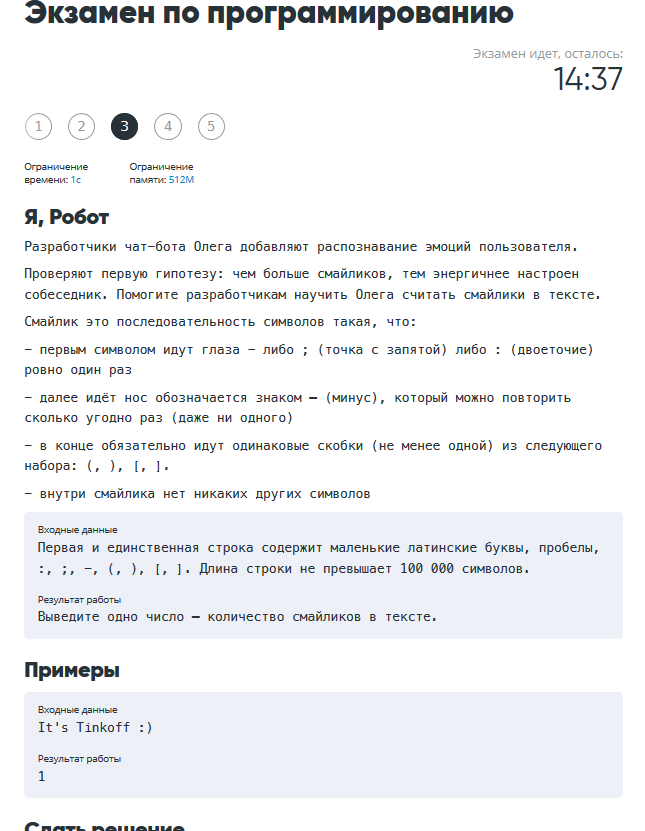 Экзамен по программированию
Экзамен идет, осталось:
14:37
1 2 3 4 5
Ограничение времени: 1с
Ограничение памяти: 512M
Я, Робот
Разработчики чат-бота Олега добавляют распознавание эмоций пользователя.
Проверяют первую гипотезу: чем больше смайликов, тем энергичнее настроен
собеседник. Помогите разработчикам научить Олега считать смайлики в тексте.
Смайлик это последовательность символов такая, что:
– первым символом идут глаза – либо ; (точка с запятой) либо : (двоеточие)
ровно один раз
– далее идёт нос обозначается знаком — (минус), который можно повторить
сколько угодно раз (даже ни одного)
– в конце обязательно идут одинаковые скобки (не менее одной) из следующего
набора: (, ), [, ].
– внутри смайлика нет никаких других символов
Входные данные
Первая и единственная строка содержит маленькие латинские буквы, пробелы,
:, ;, –, (, ), [, ]. Длина строки не превышает 100 000 символов.
Результат работы
Выведите одно число — количество смайликов в тексте.
Примеры
Входные данные
It's Tinkoff :)
Результат работы
1
Сдать решение